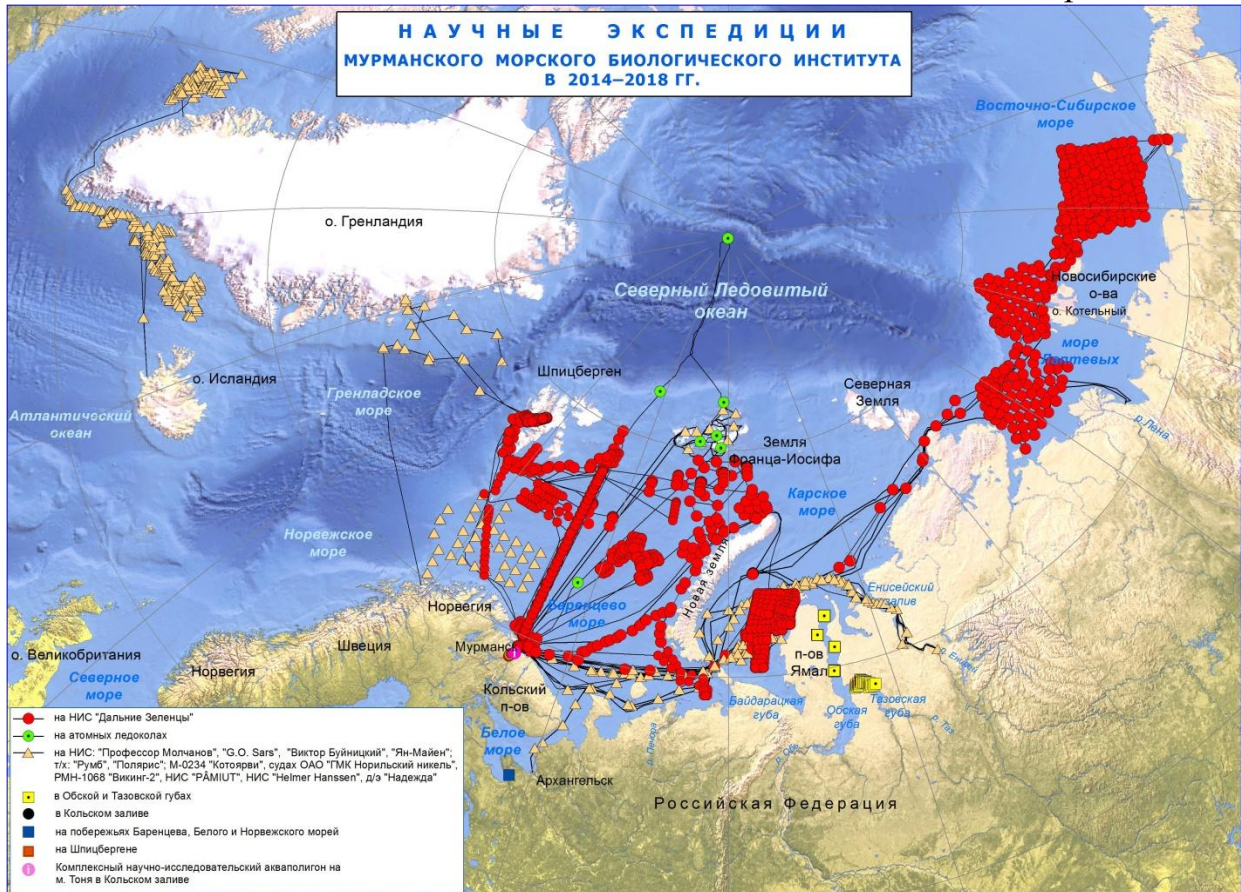 НАУЧНЫЕ ЭКСПЕДИЦИИ
МУРМАНСКОГО МОРСКОГО БИОЛОГИЧЕСКОГО ИНСТИТУТА
В 2014–2018 ГГ.
Восточно-Сибирское
море
о. Гренландия
Северный Ледовитый
океан
Новосибирские
о-ва
о. Котельный
море
Лаптевых
о. Исландия
Шпицберген
Северная
Земля
Гренладское
море
Атлантический
океан
р. Лена
Земля
Франца-Иосифа
Карское
море
Норвежское
море
Новая земля
Енисейский
залив
Баренцево
море
Норвегия
Мурманск
Швеция
о. Великобритания
Норвегия
Северное
море
Кольский
п-ов
п-ов
Ямал
р. Енисей
Байдарацкая
губа
Обская
губа
Тазовская
губа
р. Таз
р. Печора
р. Обь
Белое
море
Архангельск
Российская Федерация
на НИС "Дальние Зеленцы"
на атомных ледоколах
на НИС: "Профессор Молчанов", "G.O. Sars", "Виктор Буйницкий", "Ян-Майен";
т/х: "Румб", "Полярис"; М-0234 "Котоярви", судах ОАО "ГМК Норильский никель",
РМН-1068 "Викинг-2", НИС "PÂMIUT", НИС "Helmer Hanssen", д/э "Надежда"
в Обской и Тазовской губах
в Кольском заливе
на побережьях Баренцева, Белого и Норвежского морей
на Шпицбергене
Комплексный научно-исследовательский акваполигон на
м. Тоня в Кольском заливе